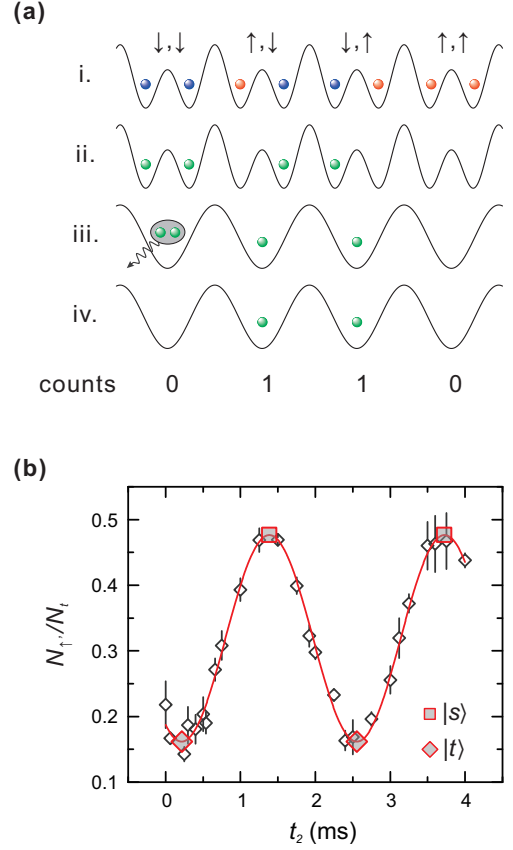 (a)
↓,↓ ↑,↓ ↓,↑ ↑,↑
i.
ii.
iii.
iv.
counts 0 1 1 0
(b)
0.5
0.4
0.3
0.2
0.1
N↑'/Nt
|s⟩
|t⟩
0 1 2 3 4
t2 (ms)